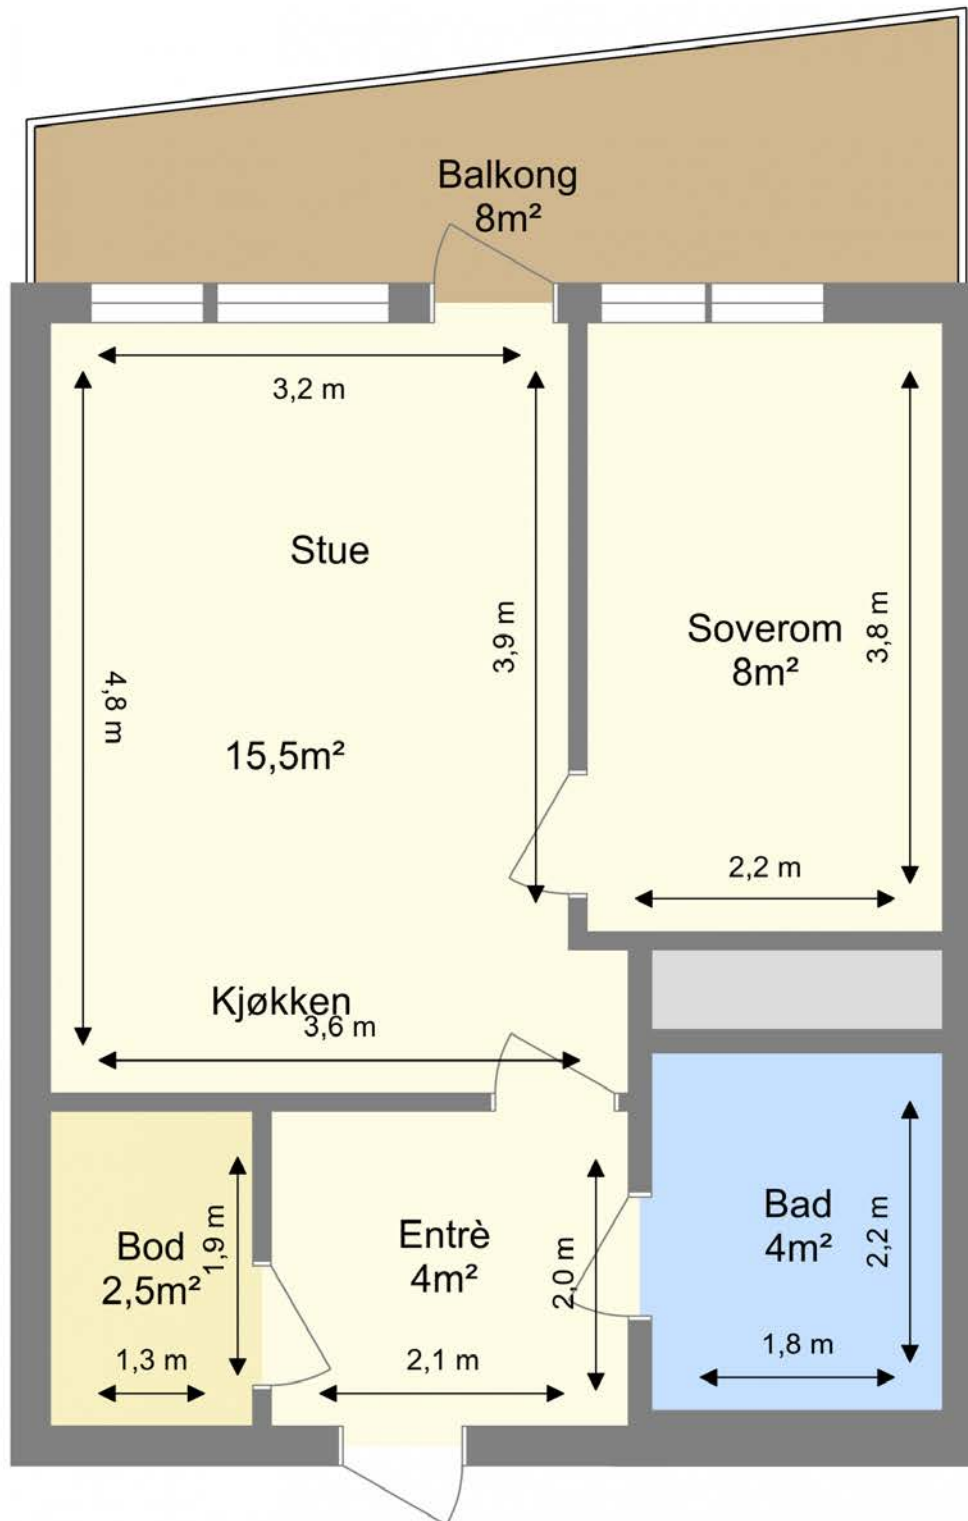 Balkong
8m²
3,2 m
Stue
3,9 m
4,8 m
15,5m²
Soverom
8m²
3,8 m
2,2 m
Kjøkken
3,6 m
Bod
2,5m²
1,9 m
1,3 m
Entrè
4m²
2,0 m
2,1 m
Bad
4m²
2,2 m
1,8 m